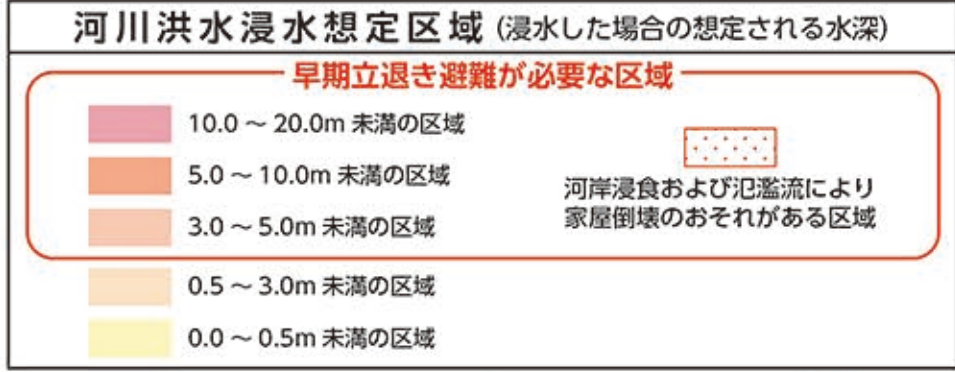 河川洪水浸水想定区域 (浸水した場合の想定される水深)
早期立退き避難が必要な区域
10.0 ~ 20.0m 未満の区域
5.0 ~ 10.0m 未満の区域
3.0 ~ 5.0m 未満の区域
河岸浸食および氾濫流により
家屋倒壊のおそれがある区域
0.5 ~ 3.0m 未満の区域
0.0 ~ 0.5m 未満の区域